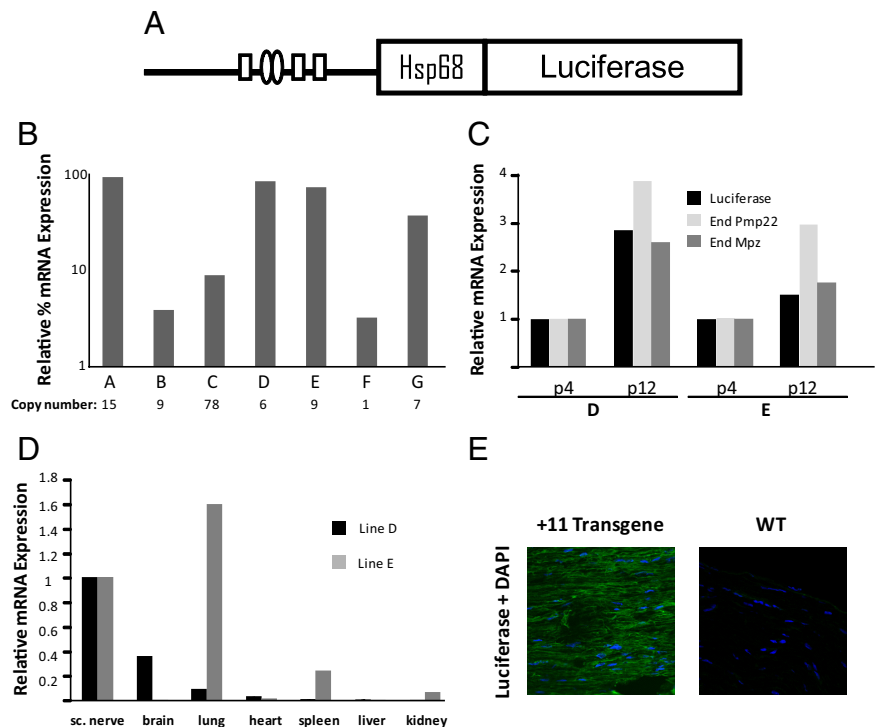 A
Hsp68 Luciferase
B
Relative % mRNA Expression
100
10
1
A B C D E F G
Copy number: 15 9 78 6 9 1 7
C
Relative mRNA Expression
4
3
2
1
Luciferase
End Pmp22
End Mpz
p4 p12 p4 p12
D E
D
Relative mRNA Expression
1.8
1.6
1.4
1.2
1
0.8
0.6
0.4
0.2
Line D
Line E
sc. nerve brain lung heart spleen liver kidney
E
+11 Transgene WT
Luciferase + DAPI